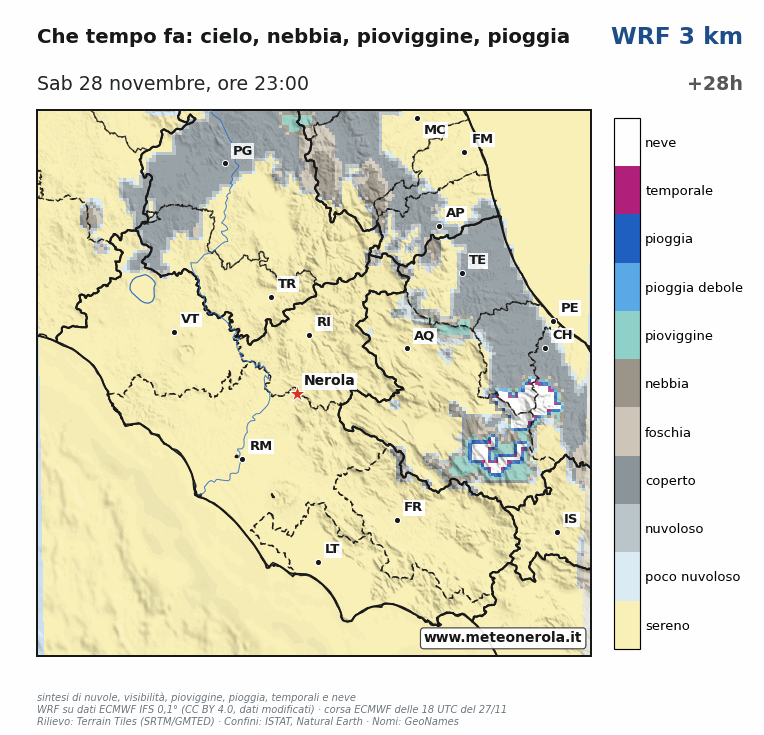 Che tempo fa: cielo, nebbia, pioviggine, pioggia
WRF 3 km
Sab 28 novembre, ore 23:00
+28h
MC
FM
PG
AP
TE
TR
PE
VT
RI
AQ
CH
Nerola
RM
FR
IS
LT
www.meteonerola.it
neve
temporale
pioggia
pioggia debole
pioviggine
nebbia
foschia
coperto
nuvoloso
poco nuvoloso
sereno
sintesi di nuvole, visibilità, pioviggine, pioggia, temporali e neve
WRF su dati ECMWF IFS 0,1° (CC BY 4.0, dati modificati) · corsa ECMWF delle 18 UTC del 27/11
Rilievo: Terrain Tiles (SRTM/GMTED) · Confini: ISTAT, Natural Earth · Nomi: GeoNames